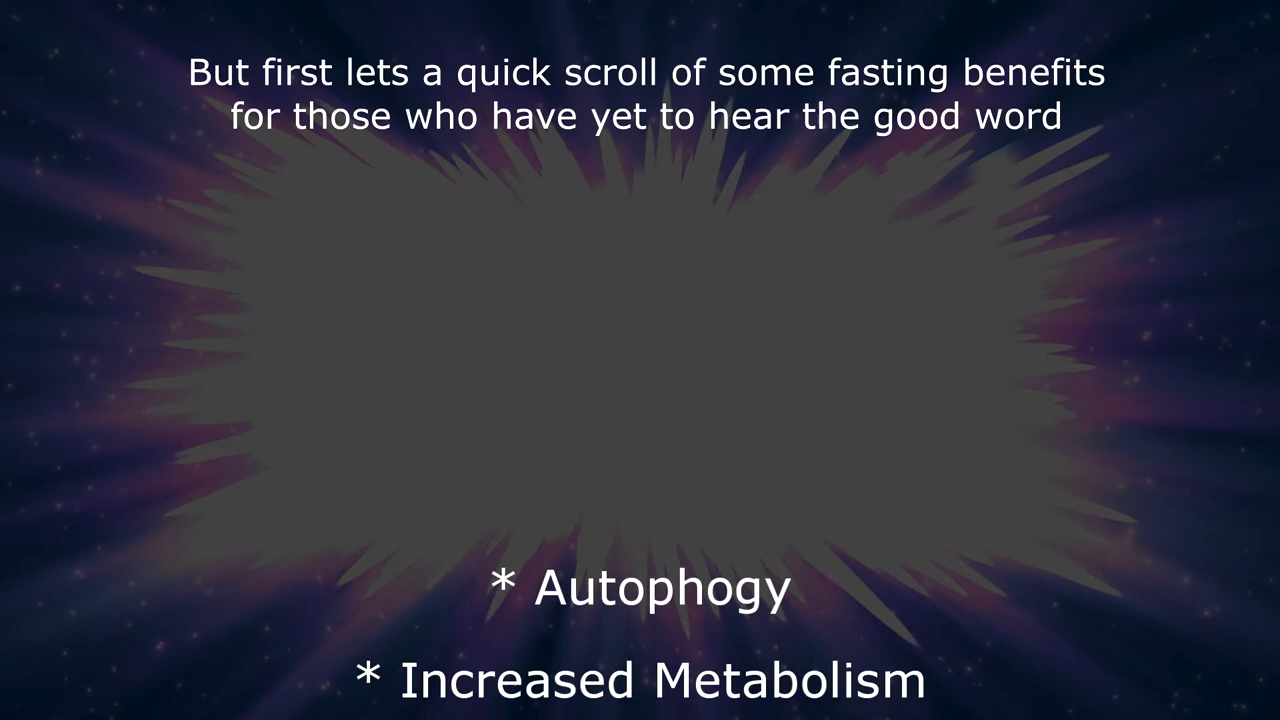 But first lets a quick scroll of some fasting benefits
for those who have yet to hear the good word
* Autophogy
* Increased Metabolism